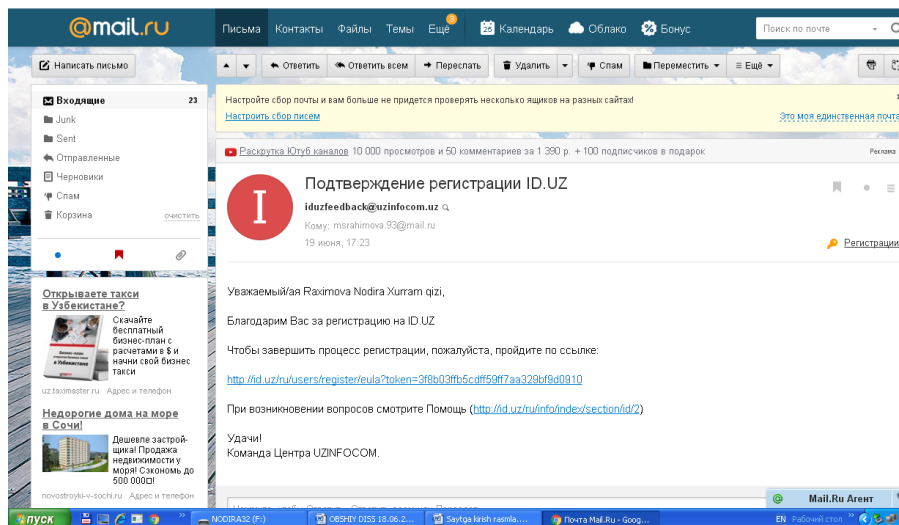 @mail.ru
Письма Контакты Файлы Темы Ещё 3 26 Календарь Облако Бонус Поиск по почте
Написать письмо Ответить Ответить всем Переслать Удалить Спам Переместить Ещё
Входящие 23
Junk
Sent
Отправленные
Черновики
Спам
Корзина очистить
Открываете такси
в Узбекистане?
Скачайте
бесплатный
бизнес-план с
расчетами в $ и
начни свой бизнес
такси
uz.taximaster.ru Адрес и телефон
Недорогие дома на море
в Сочи!
Дешевле застрой-
щика! Продажа
недвижимости у
моря! Сэкономь до
500 000
novostroyki-v-sochi.ru Адрес и телефон
Настройте сбор почты и вам больше не придется проверять несколько ящиков на разных сайтах!
Настроить сбор писем Это моя единственная почта
Раскрутка Ютуб каналов 10 000 просмотров и 50 комментариев за 1 390 р. + 100 подписчиков в подарок Реклама
I
Подтверждение регистрации ID.UZ
iduzfeedback@uzinfocom.uz
Кому: msrahimova.93@mail.ru
19 июня, 17:23 Регистрации
Уважаемый/ая Raximova Nodira Xurram qizi,
Благодарим Вас за регистрацию на ID.UZ
Чтобы завершить процесс регистрации, пожалуйста, пройдите по ссылке:
http://id.uz/ru/users/register/eula?token=3f8b03ffb5cdff59ff7aa329bf9d0910
При возникновении вопросов смотрите Помощь (http://id.uz/ru/info/index/section/id/2)
Удачи!
Команда Центра UZINFOCOM.
Mail.Ru Агент
пуск NODIRA32 (F:) OBSHIY DISS 18.06.2... Saytga kirish rasmla.... Почта Mail.Ru - Goog... EN Рабочий стол